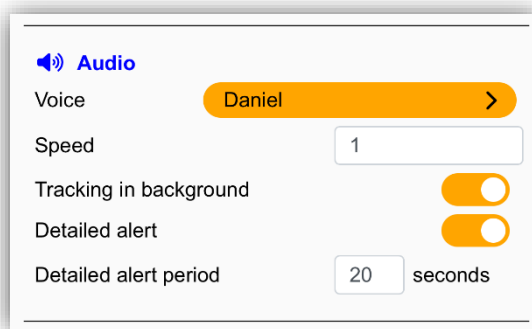 Audio
Voice Daniel
Speed 1
Tracking in background
Detailed alert
Detailed alert period 20 seconds